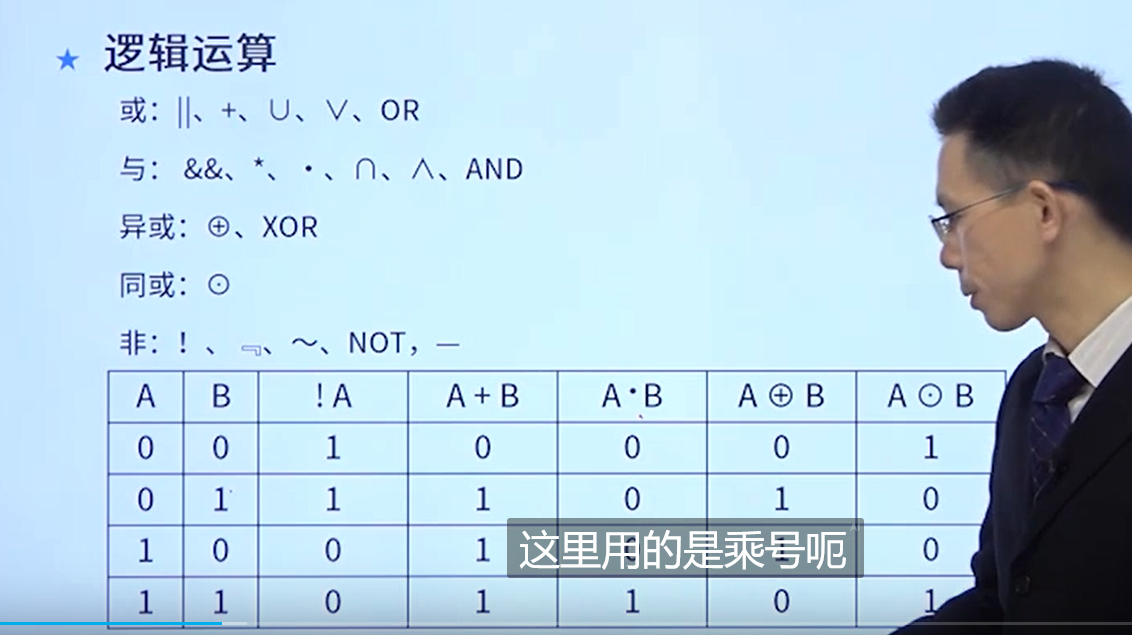 ★ 逻辑运算
或：||、+、∪、∨、OR
与： &&、*、·、∩、∧、AND
异或：⊕、XOR
同或：⊙
非：！、﹃、～、NOT，—
A B !A A + B A·B A ⊕ B A ⊙ B
0 0 1 0 0 0 1
0 1 1 1 0 1 0
1 0 0 1 0 1 0
这里用的是乘号呃
1 1 0 1 1 0 1